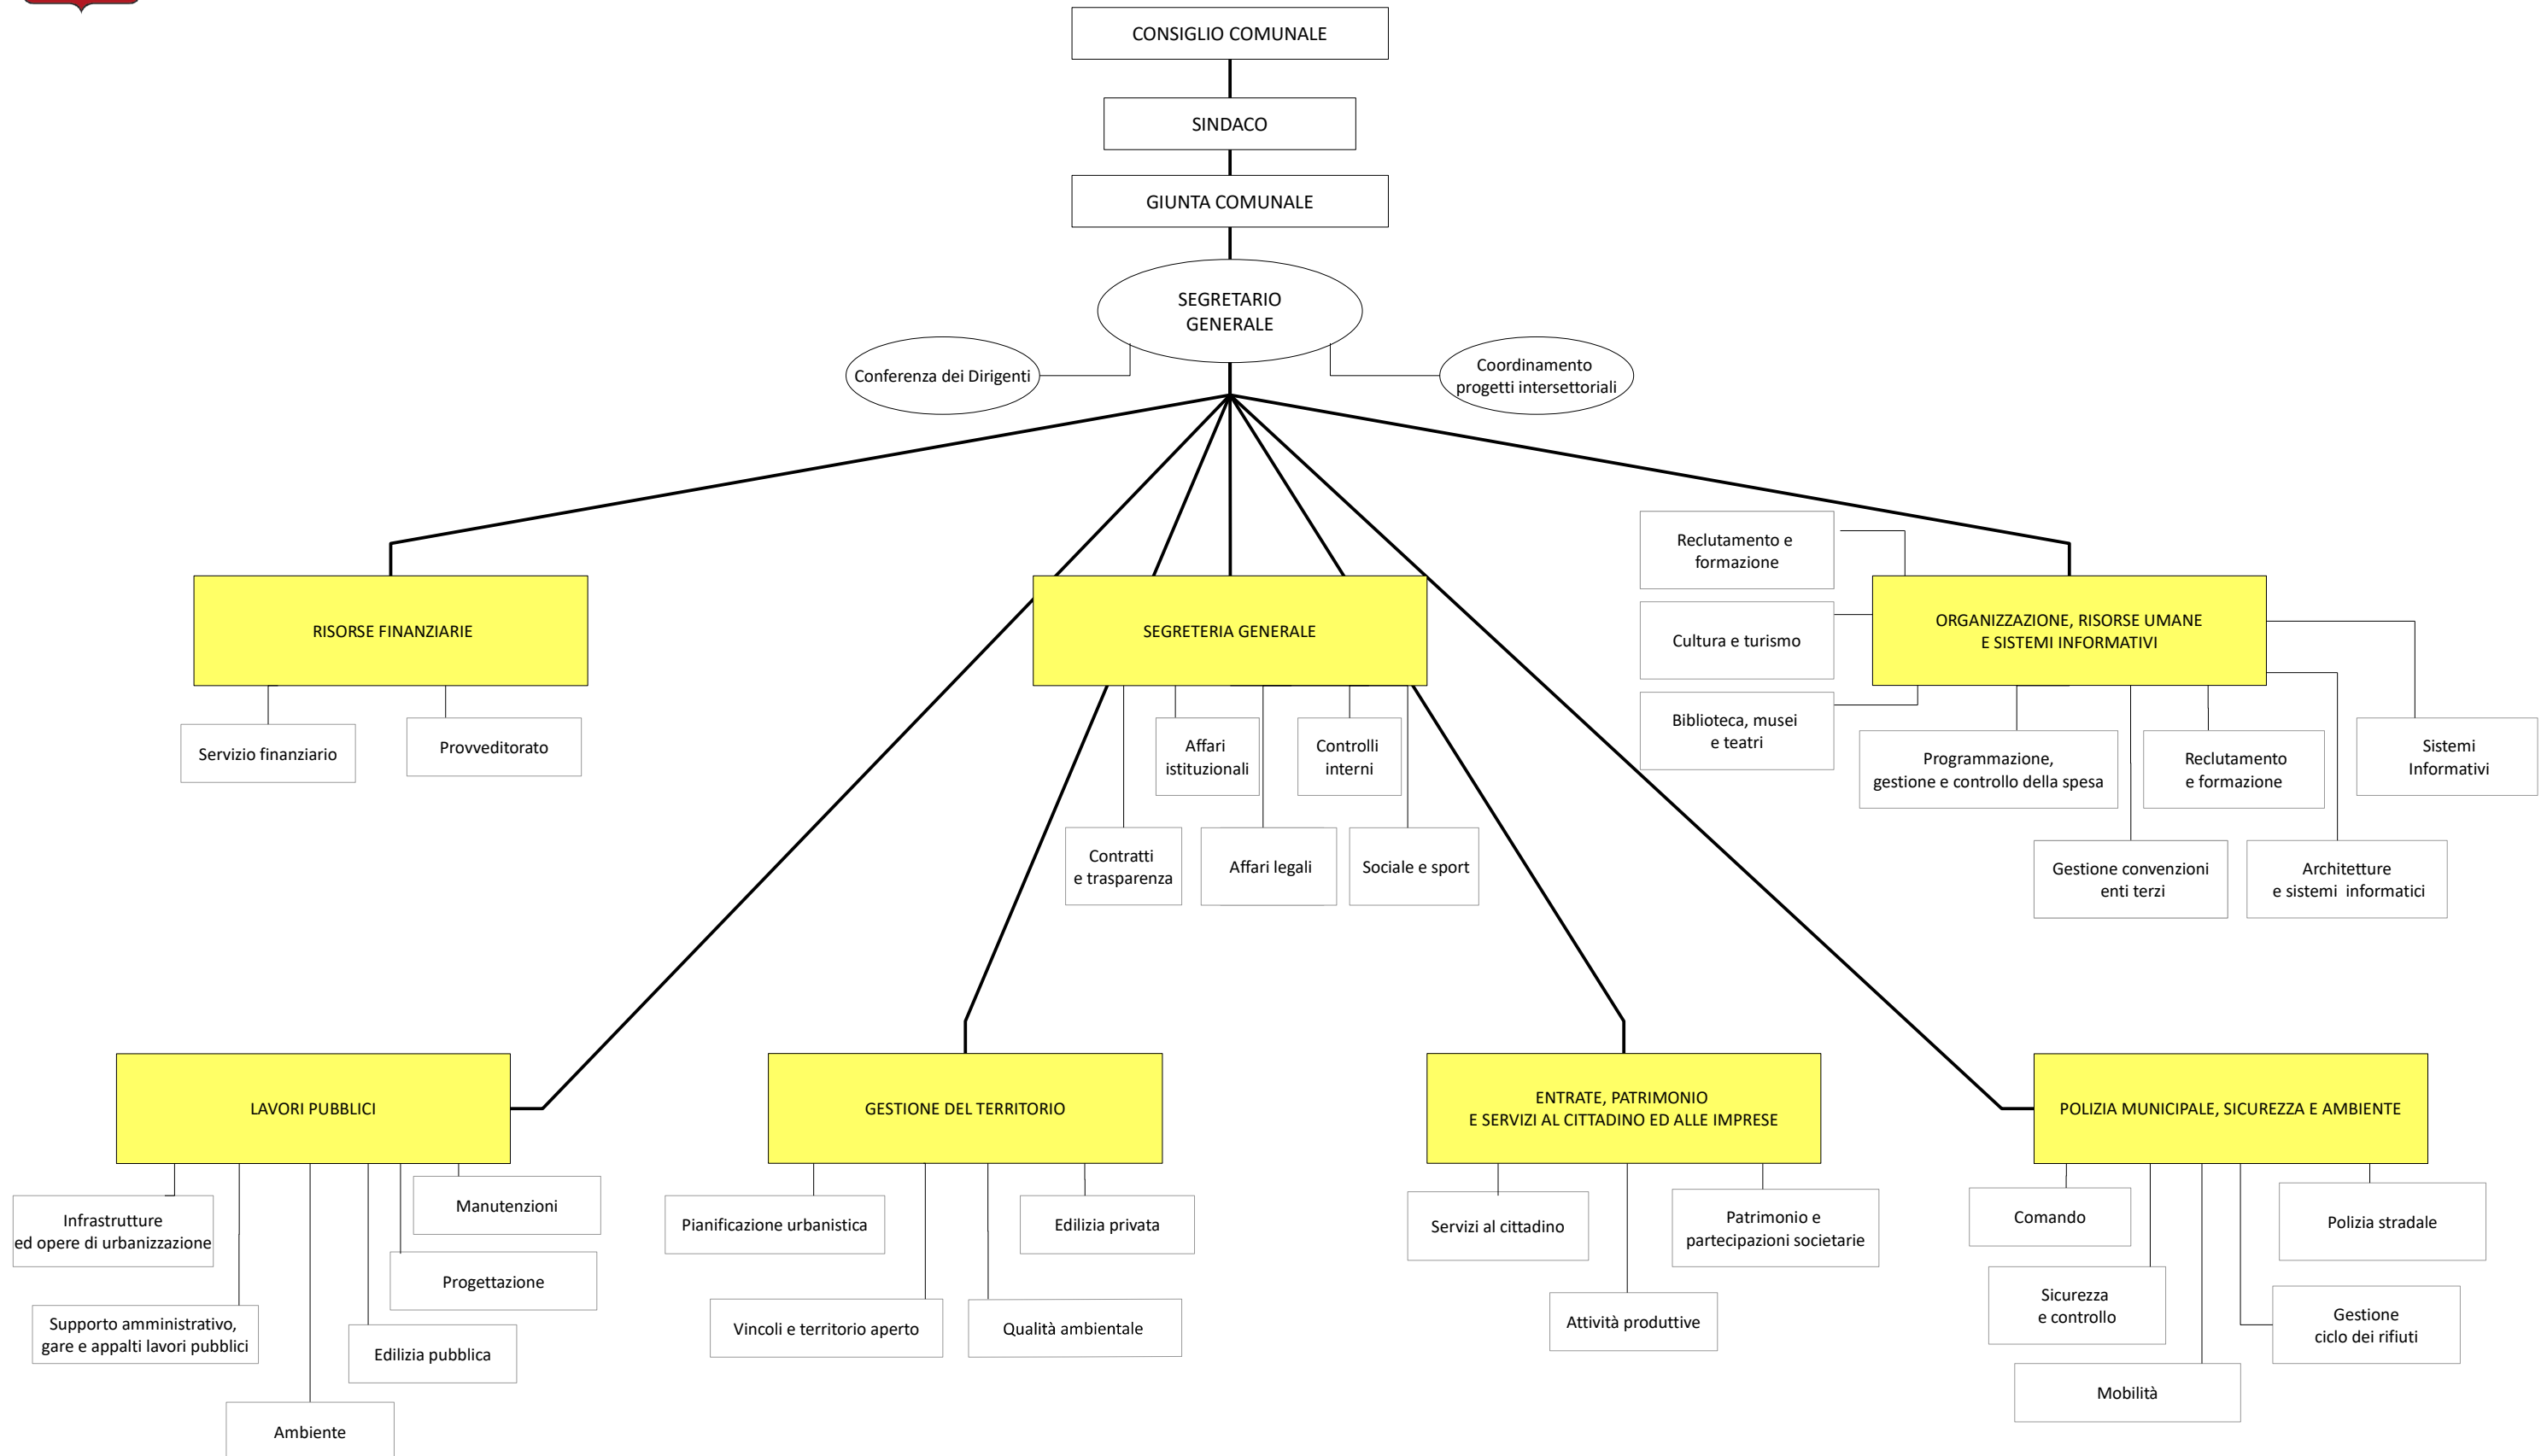 CONSIGLIO COMUNALE
SINDACO
GIUNTA COMUNALE
SEGRETARIO
GENERALE
Conferenza dei Dirigenti
Coordinamento
progetti intersettoriali
RISORSE FINANZIARIE
Servizio finanziario
Provveditorato
SEGRETERIA GENERALE
Affari
istituzionali
Controlli
interni
Contratti
e trasparenza
Affari legali
Sociale e sport
Reclutamento e
formazione
Cultura e turismo
Biblioteca, musei
e teatri
ORGANIZZAZIONE, RISORSE UMANE
E SISTEMI INFORMATIVI
Programmazione,
gestione e controllo della spesa
Reclutamento
e formazione
Sistemi
Informativi
Gestione convenzioni
enti terzi
Architetture
e sistemi informatici
LAVORI PUBBLICI
Infrastrutture
ed opere di urbanizzazione
Manutenzioni
Progettazione
Supporto amministrativo,
gare e appalti lavori pubblici
Edilizia pubblica
Ambiente
GESTIONE DEL TERRITORIO
Pianificazione urbanistica
Edilizia privata
Vincoli e territorio aperto
Qualità ambientale
ENTRATE, PATRIMONIO
E SERVIZI AL CITTADINO ED ALLE IMPRESE
Servizi al cittadino
Patrimonio e
partecipazioni societarie
Attività produttive
POLIZIA MUNICIPALE, SICUREZZA E AMBIENTE
Comando
Polizia stradale
Sicurezza
e controllo
Gestione
ciclo dei rifiuti
Mobilità